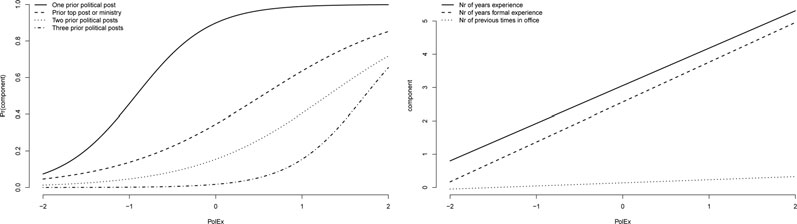 One prior political post
Prior top post or ministry
Two prior political posts
Three prior political posts
Pr(component)
1.0
0.8
0.6
0.4
0.2
0.0
−2
−1
0
1
2
PolEx
Nr of years experience
Nr of years formal experience
Nr of previous times in office
component
5
4
3
2
1
0
−2
−1
0
1
2
PolEx